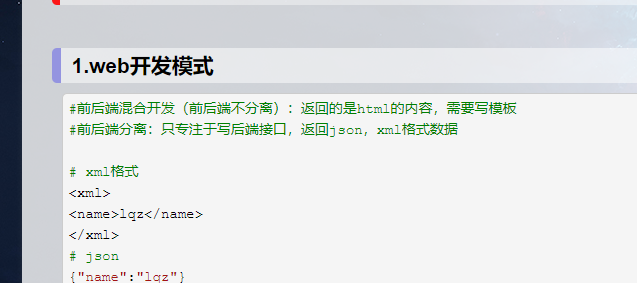 1.web开发模式
#前后端混合开发（前后端不分离）：返回的是html的内容，需要写模板
#前后端分离：只专注于写后端接口，返回json，xml格式数据
# xml格式
<xml>
<name>lqz</name>
</xml>
# json
{"name":"lqz"}